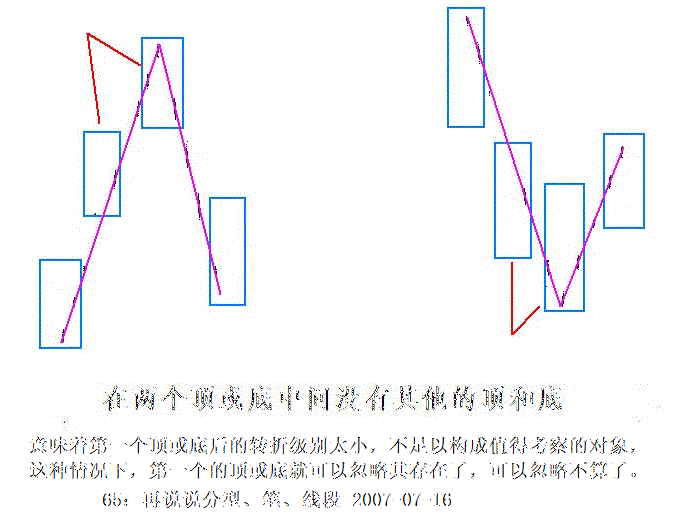 在两个顶或底中间没有其他的顶和底
意味着第一个顶或底后的转折级别太小，不足以构成值得考察的对象，
这种情况下，第一个的顶或底就可以忽略其存在了，可以忽略不算了。
65：再说说分型、笔、线段 2007-07-16